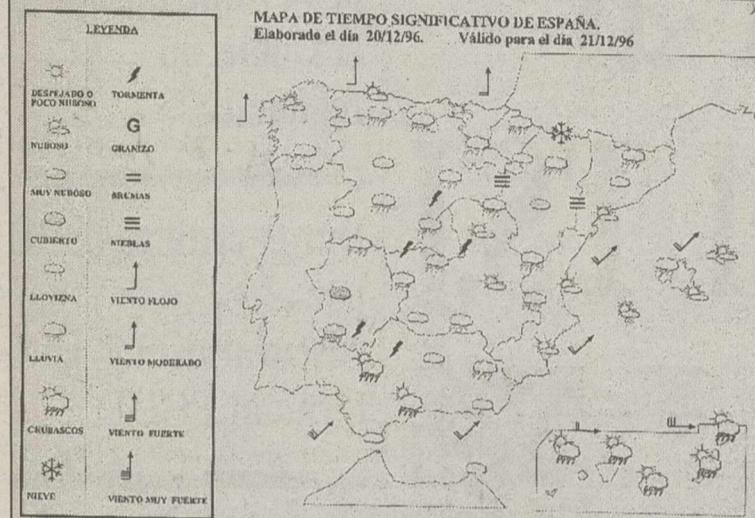 MAPA DE TIEMPO SIGNIFICATIVO DE ESPAÑA.
Elaborado el día 20/12/96. Válido para el día 21/12/96
LEYENDA
DESPEJADO O
POCO NUBOSO
TORMENTA
NUBOSO
G
GRANIZO
MUY NUBOSO
BRUMAS
CUBIERTO
NIEBLAS
LLOVIZNA
VIENTO FLOJO
LLUVIA
VIENTO MODERADO
CHUBASCOS
VIENTO FUERTE
NIEVE
VIENTO MUY FUERTE